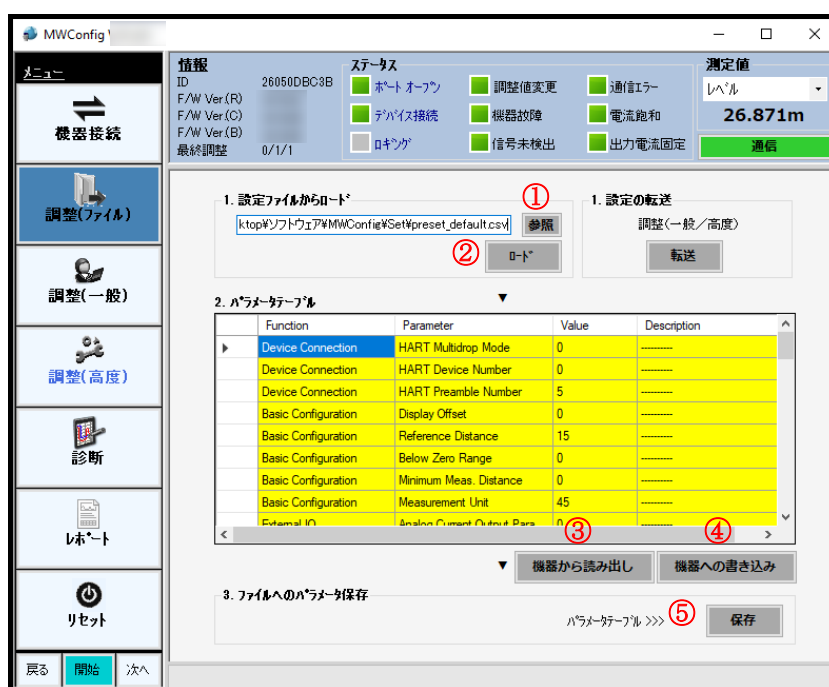 MWConfig
メニュー
機器接続
調整(ファイル)
調整(一般)
調整(高度)
診断
レポート
リセット
戻る 開始 次へ
情報
ID 26050DBC3B
F/W Ver.(R)
F/W Ver.(C)
F/W Ver.(B)
最終調整 0/1/1
ステータス
ポート オープン 調整値変更 通信エラー
デバイス接続 機器故障 電流飽和
ロギング 信号未検出 出力電流固定
測定値
レベル
26.871m
通信
1. 設定ファイルからロード ①
ktop¥ソフトウェア¥MWConfig¥Set¥preset_default.csv 参照
② ロード
1. 設定の転送
調整(一般／高度)
転送
2. パラメータテーブル ▼
Function Parameter Value Description
Device Connection HART Multidrop Mode 0 ----------
Device Connection HART Device Number 0 ----------
Device Connection HART Preamble Number 5 ----------
Basic Configuration Display Offset 0 ----------
Basic Configuration Reference Distance 15 ----------
Basic Configuration Below Zero Range 0 ----------
Basic Configuration Minimum Meas. Distance 0 ----------
Basic Configuration Measurement Unit 45 ----------
External IO Analog Current Output Para... 0 ----------
③ ④
▼ 機器から読み出し 機器への書き込み
3. ファイルへのパラメータ保存
パラメータテーブル >>> ⑤ 保存